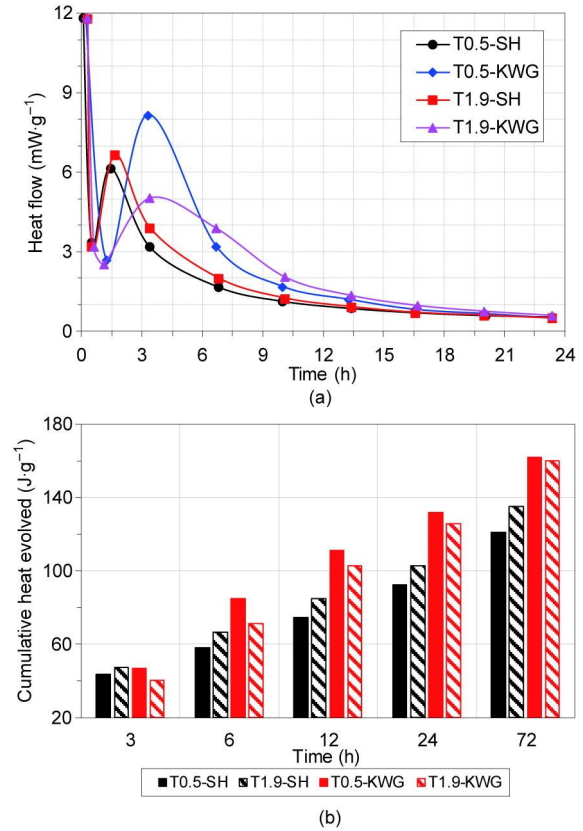 12
9
6
3
0
Heat flow (mW·g⁻¹)
T0.5-SH
T0.5-KWG
T1.9-SH
T1.9-KWG
0 3 6 9 12 15 18 21 24
Time (h)
(a)
180
140
100
60
20
Cumulative heat evolved (J·g⁻¹)
3 6 12 24 72
Time (h)
T0.5-SH T1.9-SH T0.5-KWG T1.9-KWG
(b)